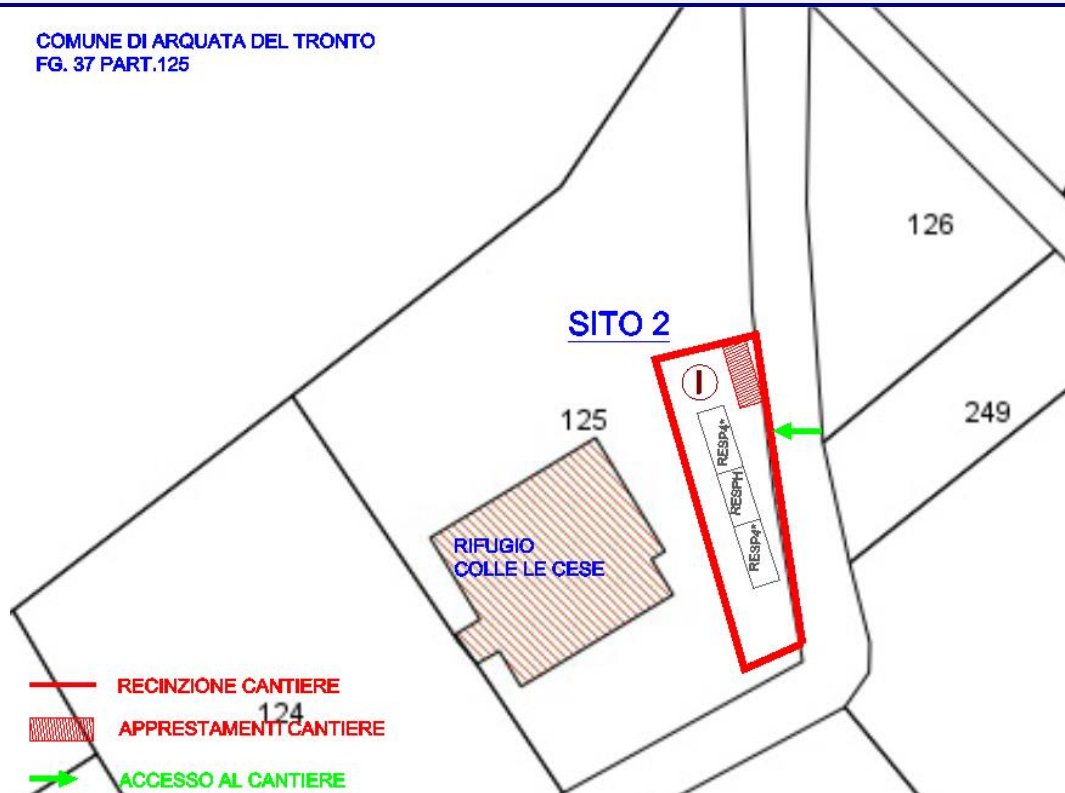 COMUNE DI ARQUATA DEL TRONTO
FG. 37 PART.125
126
SITO 2
I
125
249
RESP4*
RESPH
RESP4*
RIFUGIO
COLLE LE CESE
RECINZIONE CANTIERE
124
APPRESTAMENTI CANTIERE
ACCESSO AL CANTIERE